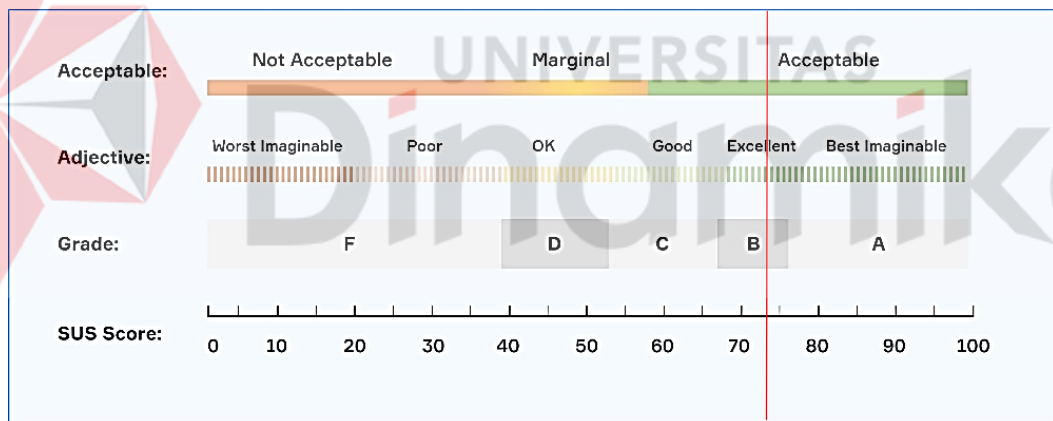 UNIVERSITAS
Dinamika
Acceptable: Not Acceptable Marginal Acceptable
Adjective: Worst Imaginable Poor OK Good Excellent Best Imaginable
Grade: F D C B A
SUS Score: 0 10 20 30 40 50 60 70 80 90 100